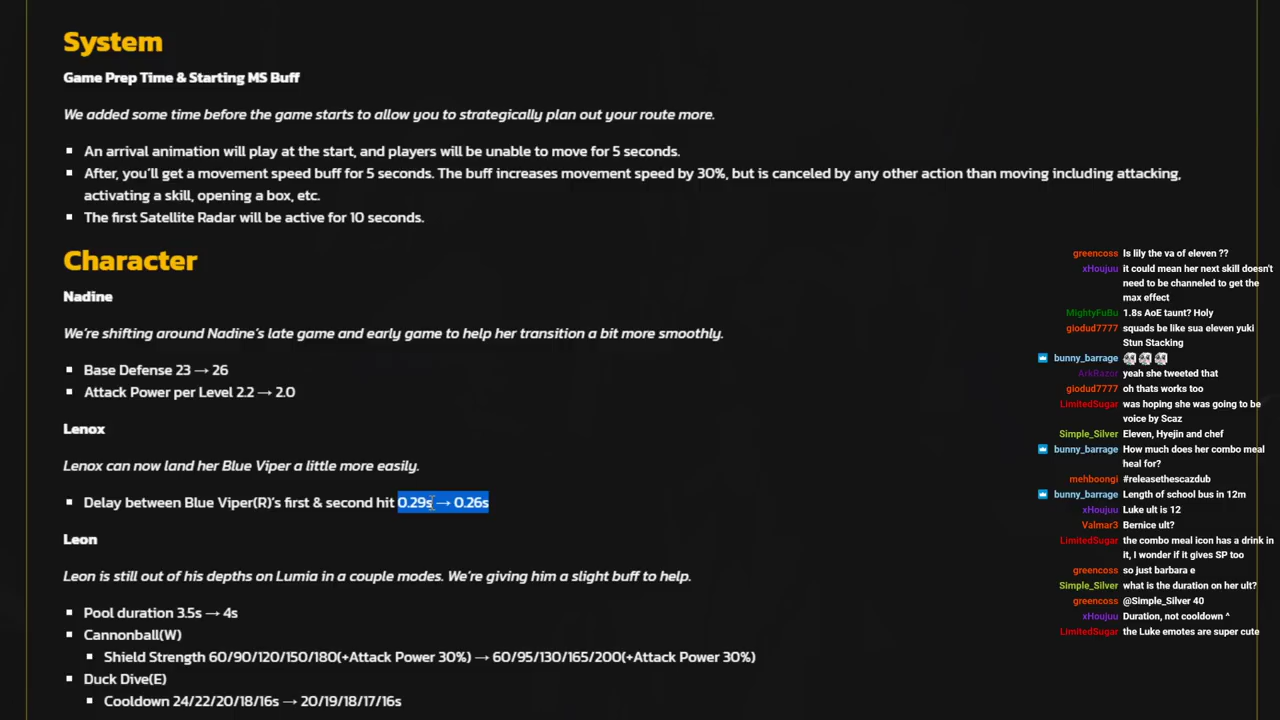 System
Game Prep Time & Starting MS Buff
We added some time before the game starts to allow you to strategically plan out your route more.
An arrival animation will play at the start, and players will be unable to move for 5 seconds.
After, you'll get a movement speed buff for 5 seconds. The buff increases movement speed by 30%, but is canceled by any other action than moving including attacking,
activating a skill, opening a box, etc.
The first Satellite Radar will be active for 10 seconds.
Character
Nadine
We're shifting around Nadine's late game and early game to help her transition a bit more smoothly.
Base Defense 23 → 26
Attack Power per Level 2.2 → 2.0
Lenox
Lenox can now land her Blue Viper a little more easily.
Delay between Blue Viper(R)'s first & second hit 0.29s → 0.26s
Leon
Leon is still out of his depths on Lumia in a couple modes. We're giving him a slight buff to help.
Pool duration 3.5s → 4s
Cannonball(W)
Shield Strength 60/90/120/150/180(+Attack Power 30%) → 60/95/130/165/200(+Attack Power 30%)
Duck Dive(E)
Cooldown 24/22/20/18/16s → 20/19/18/17/16s
greencoss Is lily the va of eleven ??
xHoujuu it could mean her next skill doesn't
need to be channeled to get the
max effect
MightyFuBu 1.8s AoE taunt? Holy
giodud7777 squads be like sua eleven yuki
Stun Stacking
bunny_barrage
ArkRazor yeah she tweeted that
giodud7777 oh thats works too
LimitedSugar was hoping she was going to be
voice by Scaz
Simple_Silver Eleven, Hyejin and chef
bunny_barrage How much does her combo meal
heal for?
mehboongi #releasethescazdub
bunny_barrage Length of school bus in 12m
xHoujuu Luke ult is 12
Valmar3 Bernice ult?
LimitedSugar the combo meal icon has a drink in
it, I wonder if it gives SP too
greencoss so just barbara e
Simple_Silver what is the duration on her ult?
greencoss @Simple_Silver 40
xHoujuu Duration, not cooldown ^
LimitedSugar the Luke emotes are super cute